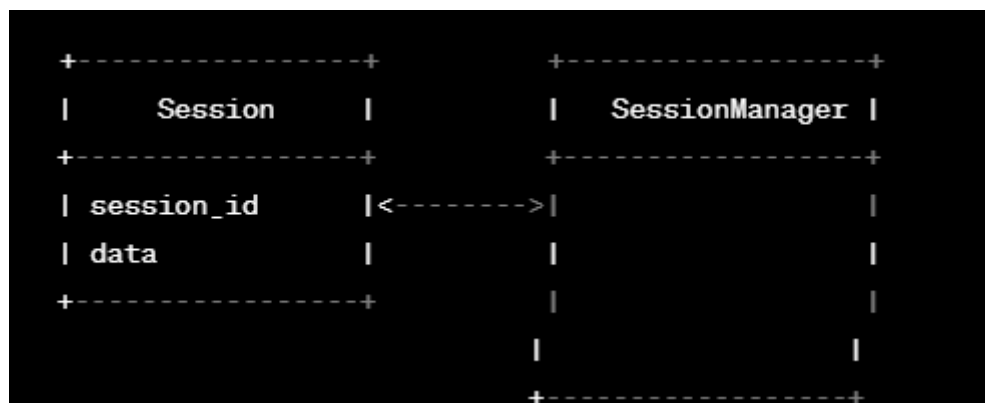 +-----------------+          +------------------+
|     Session     |          |   SessionManager |
+-----------------+          +------------------+
| session_id      |<-------->|                  |
| data            |          |                  |
+-----------------+          |                  |
                            |                  |
                            +------------------+